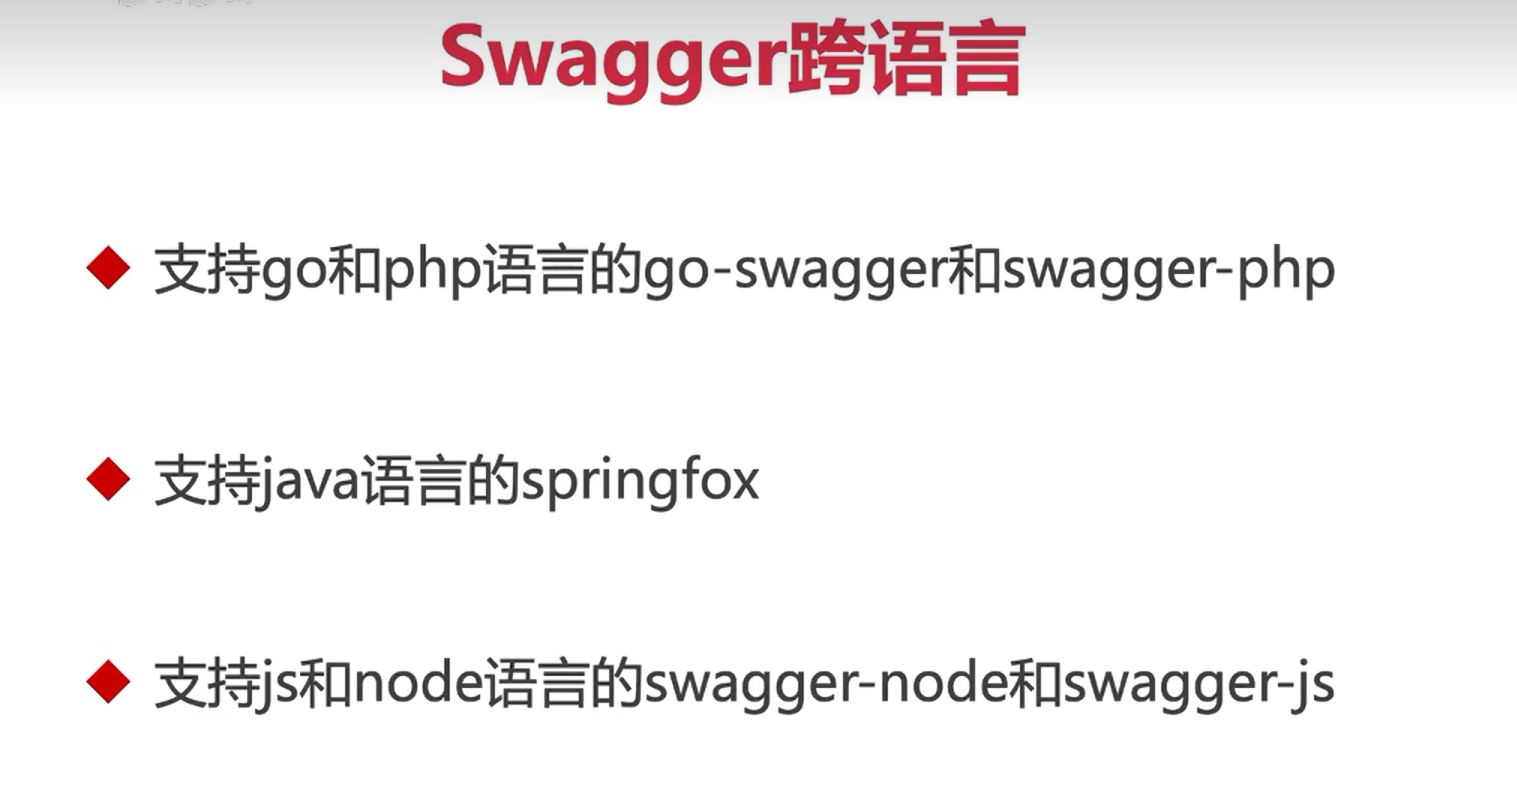 Swagger跨语言
支持go和php语言的go-swagger和swagger-php
支持java语言的springfox
支持js和node语言的swagger-node和swagger-js